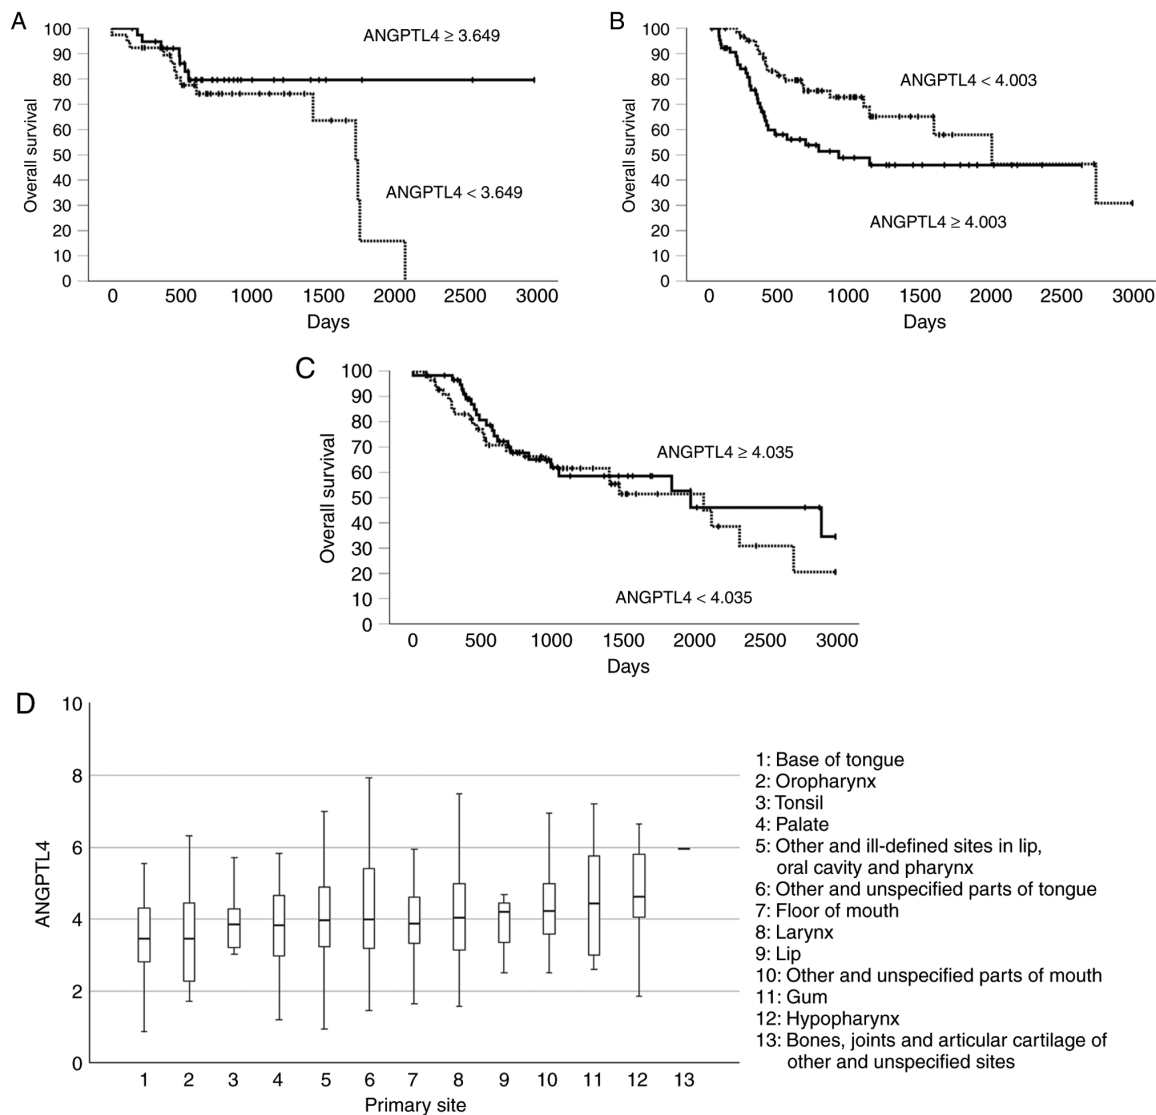 A
B
100
90
80
70
60
50
40
30
20
10
0
Overall survival
ANGPTL4 ≥ 3.649
ANGPTL4 < 3.649
0 500 1000 1500 2000 2500 3000
Days
100
90
80
70
60
50
40
30
20
10
0
Overall survival
ANGPTL4 < 4.003
ANGPTL4 ≥ 4.003
0 500 1000 1500 2000 2500 3000
Days
C
100
90
80
70
60
50
40
30
20
10
0
Overall survival
ANGPTL4 ≥ 4.035
ANGPTL4 < 4.035
0 500 1000 1500 2000 2500 3000
Days
D
10
8
6
4
2
0
ANGPTL4
1 2 3 4 5 6 7 8 9 10 11 12 13
Primary site
1: Base of tongue
2: Oropharynx
3: Tonsil
4: Palate
5: Other and ill-defined sites in lip,
oral cavity and pharynx
6: Other and unspecified parts of tongue
7: Floor of mouth
8: Larynx
9: Lip
10: Other and unspecified parts of mouth
11: Gum
12: Hypopharynx
13: Bones, joints and articular cartilage of
other and unspecified sites